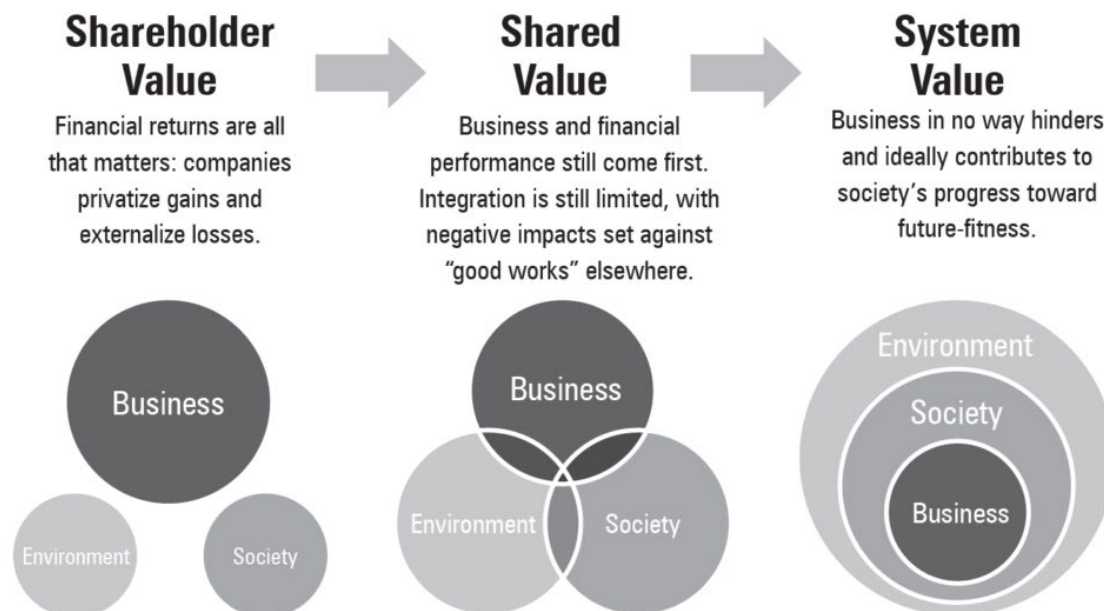 Shareholder
Value
Financial returns are all
that matters: companies
privatize gains and
externalize losses.
Shared
Value
Business and financial
performance still come first.
Integration is still limited, with
negative impacts set against
“good works” elsewhere.
System
Value
Business in no way hinders
and ideally contributes to
society’s progress toward
future-fitness.
Business
Environment
Society
Business
Environment
Society
Environment
Society
Business